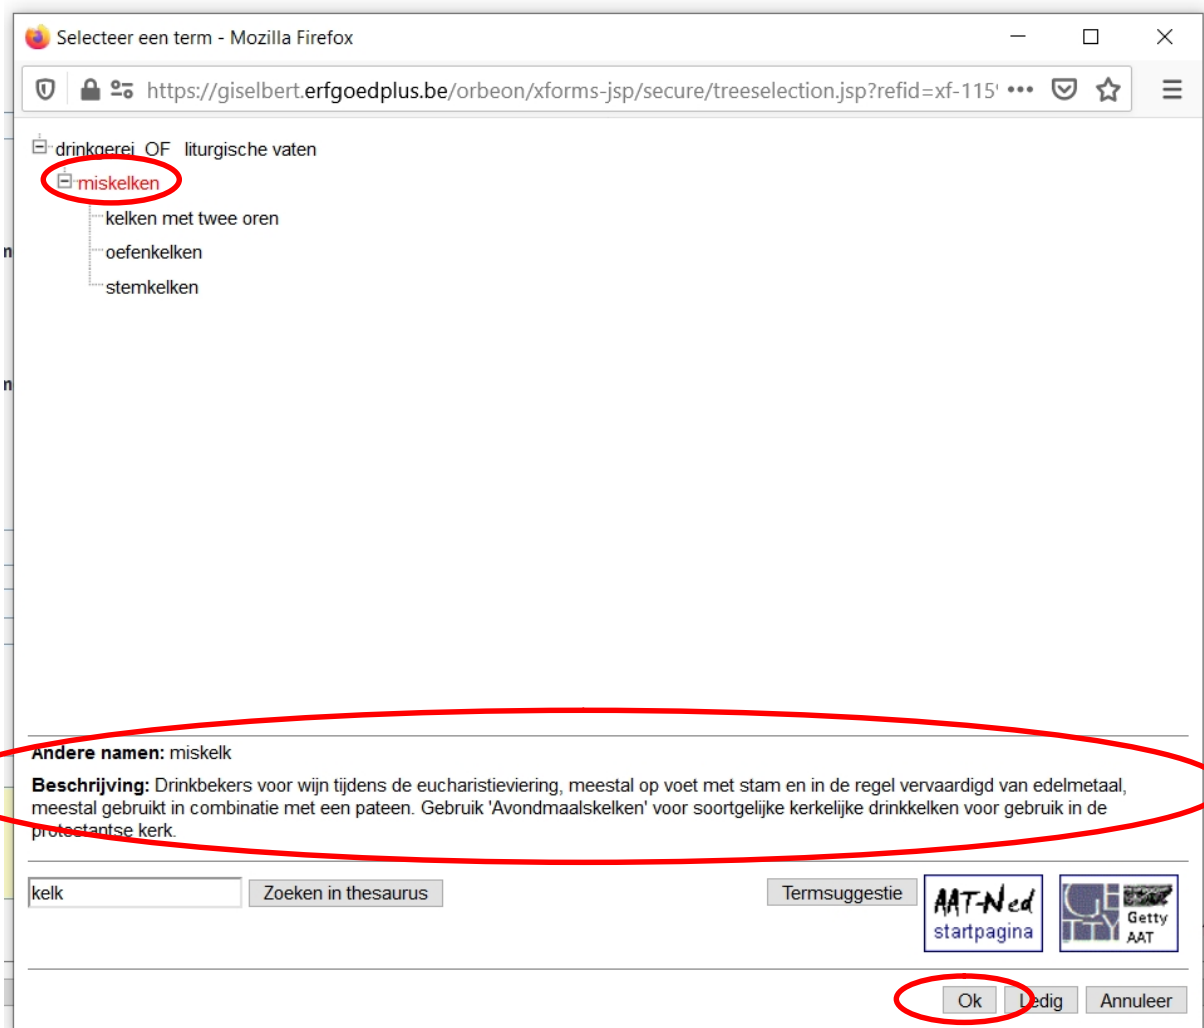 Selecteer een term - Mozilla Firefox
https://giselbert.erfgoedplus.be/orbeon/xforms-jsp/secure/treeselection.jsp?refid=xf-115
drinkgerei OF liturgische vaten
miskelken
kelken met twee oren
oefenkelken
stemkelken
Andere namen: miskelk
Beschrijving: Drinkbekers voor wijn tijdens de eucharistieviering, meestal op voet met stam en in de regel vervaardigd van edelmetaal,
meestal gebruikt in combinatie met een pateen. Gebruik 'Avondmaalskelken' voor soortgelijke kerkelijke drinkkelken voor gebruik in de
protestantse kerk.
kelk Zoeken in thesaurus Termsuggestie
AAT-Ned
startpagina
GETTY
Getty
AAT
Ok Ledig Annuleer